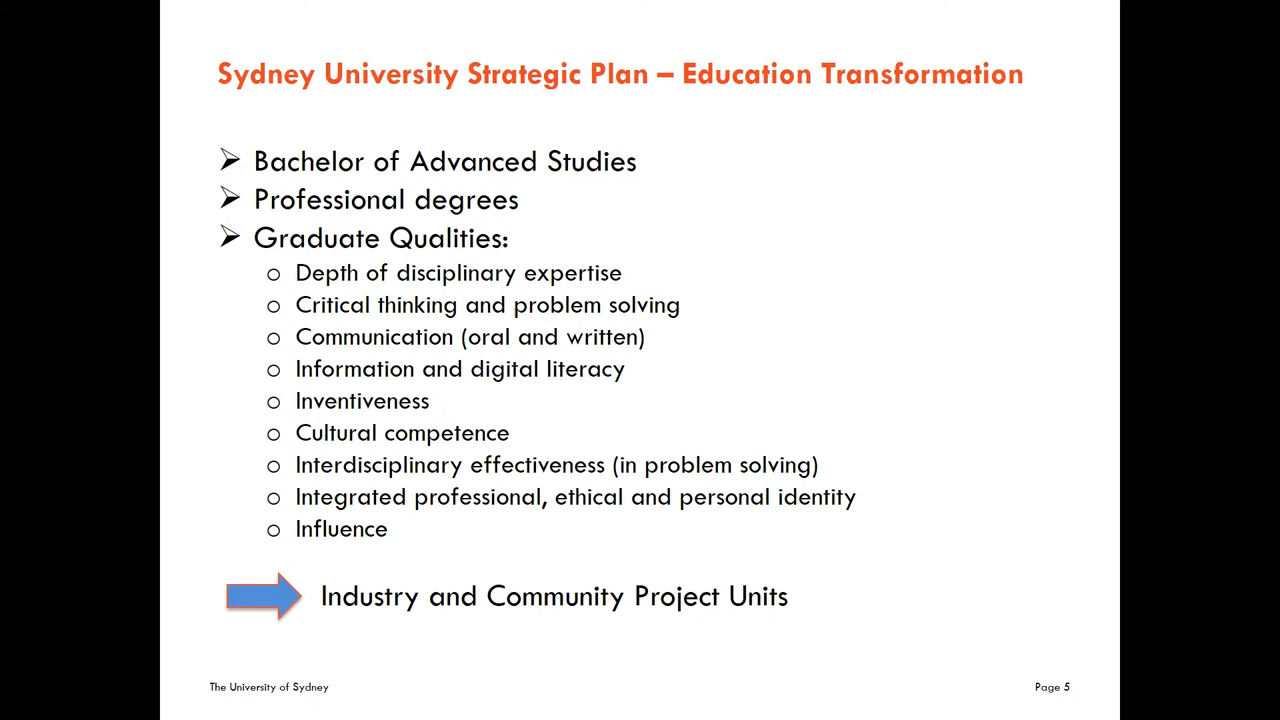 Sydney University Strategic Plan – Education Transformation
Bachelor of Advanced Studies
Professional degrees
Graduate Qualities:
Depth of disciplinary expertise
Critical thinking and problem solving
Communication (oral and written)
Information and digital literacy
Inventiveness
Cultural competence
Interdisciplinary effectiveness (in problem solving)
Integrated professional, ethical and personal identity
Influence
Industry and Community Project Units
The University of Sydney
Page 5